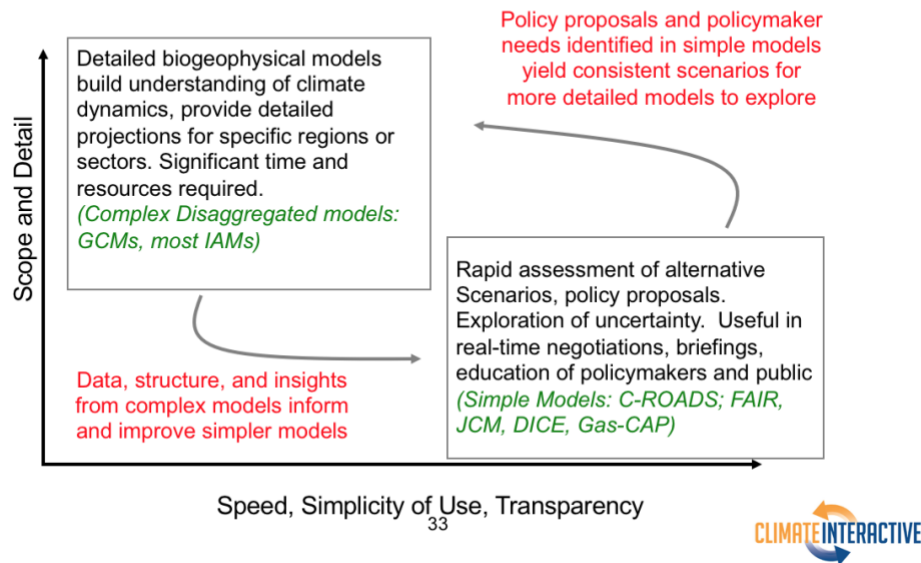 Policy proposals and policymaker
needs identified in simple models
yield consistent scenarios for
more detailed models to explore
Scope and Detail
Detailed biogeophysical models
build understanding of climate
dynamics, provide detailed
projections for specific regions or
sectors. Significant time and
resources required.
(Complex Disaggregated models:
GCMs, most IAMs)
Rapid assessment of alternative
Scenarios, policy proposals.
Exploration of uncertainty.  Useful in
real-time negotiations, briefings,
education of policymakers and public
(Simple Models: C-ROADS; FAIR,
JCM, DICE, Gas-CAP)
Data, structure, and insights
from complex models inform
and improve simpler models
Speed, Simplicity of Use, Transparency
33
CLIMATEINTERACTIVE